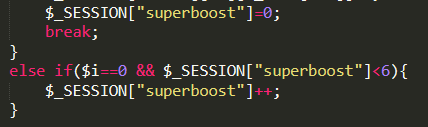 $_SESSION["superboost"]=0;
break;
}
else if($i==0 && $_SESSION["superboost"]<6){
$_SESSION["superboost"]++;
}